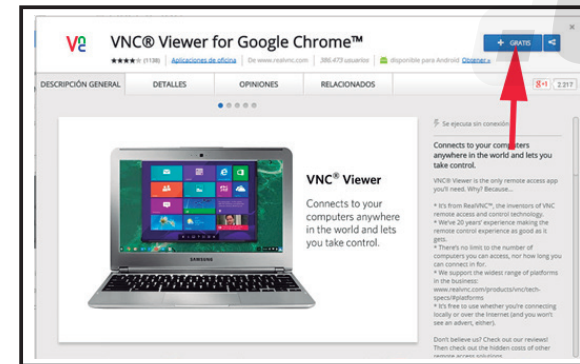 VNC® Viewer for Google Chrome™
+ GRATIS
★★★★★ (1138) Aplicaciones de oficina De www.realvnc.com 386.473 usuarios disponible para Android Obtener »
DESCRIPCIÓN GENERAL DETALLES OPINIONES RELACIONADOS
g+1 2.317
VNC® Viewer
Connects to your computers anywhere in the world and lets you take control.
SAMSUNG
Se ejecuta sin conexión
Connects to your computers
anywhere in the world and lets you
take control.
VNC® Viewer is the only remote access app
you'll need. Why? Because...
* It's from RealVNC™, the inventors of VNC
remote access and control technology.
* We've 20 years' experience making the
remote control experience as good as it
gets.
* There's no limit to the number of
computers you can access, nor how long you
can connect in for.
* We support the widest range of platforms
in the business:
www.realvnc.com/products/vnc/tech-
specs/#platforms
* It's free to use whether you're connecting
locally or over the Internet (and you won't
see an advert, either).
Don't believe us? Check out our reviews!
Then check out the hidden costs of other
remote access solutions